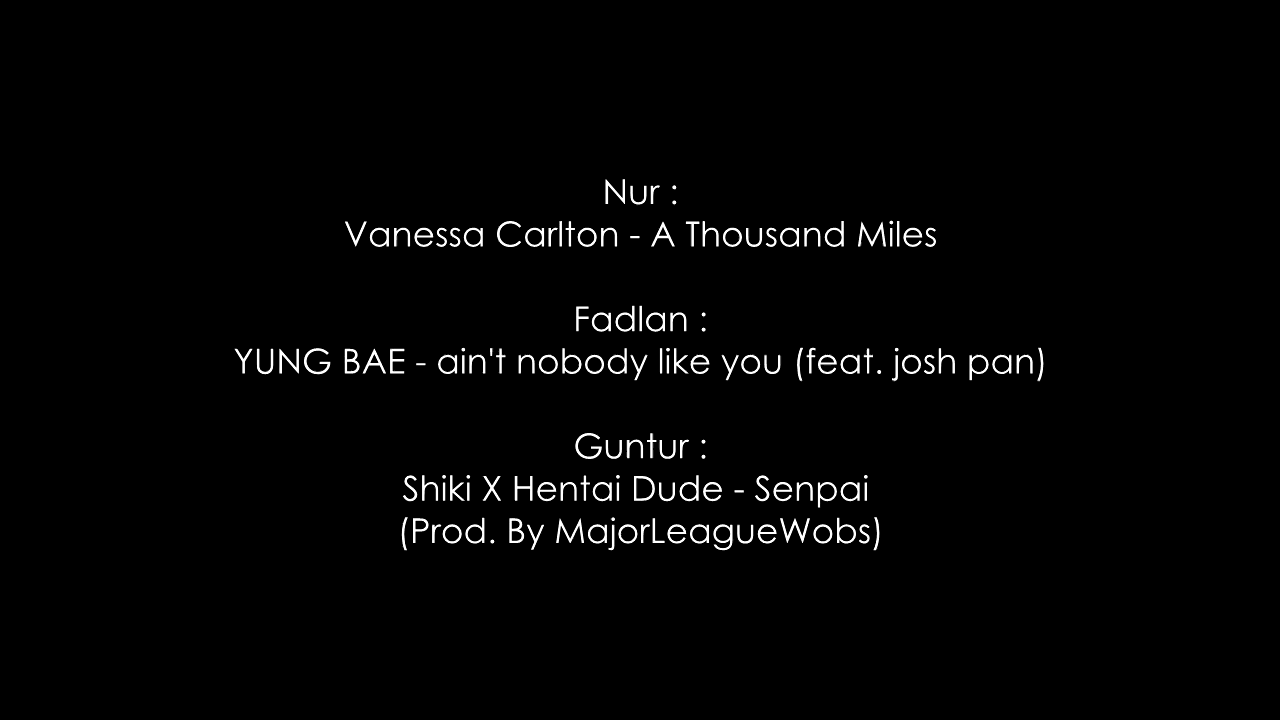 Nur :
Vanessa Carlton - A Thousand Miles
Fadlan :
YUNG BAE - ain't nobody like you (feat. josh pan)
Guntur :
Shiki X Hentai Dude - Senpai
(Prod. By MajorLeagueWobs)